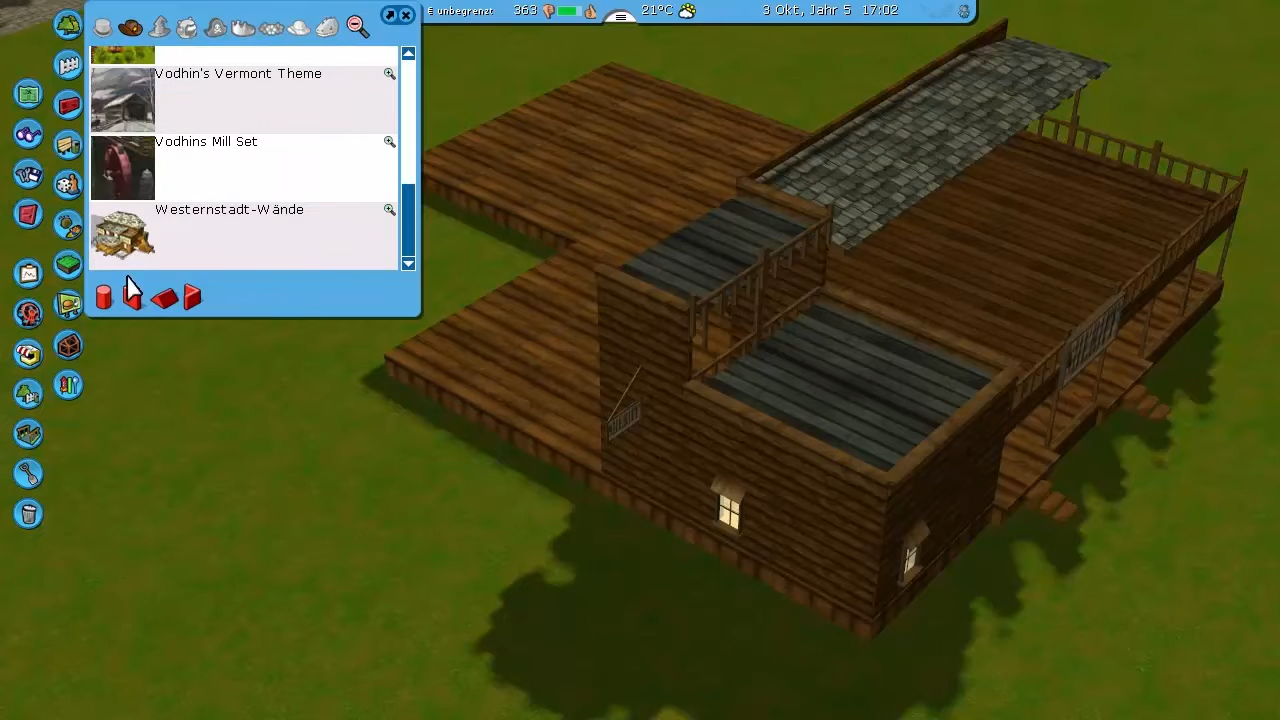 € unbegrenzt 363 21°C 3 Okt, Jahr 5 17:02
Vodhin's Vermont Theme
Vodhins Mill Set
Westernstadt-Wände